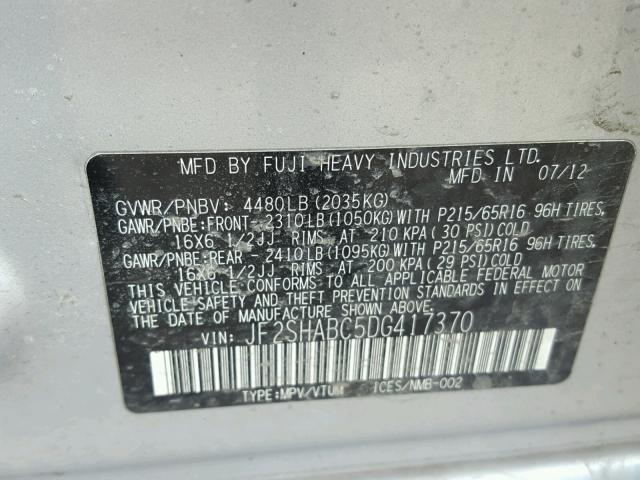 MFD BY FUJI HEAVY INDUSTRIES LTD.
MFD IN 07/12
GVWR/PNBV: 4480LB(2035KG)
GAWR/PNBE:FRONT- 2310LB(1050KG)WITH P215/65R16 96H TIRES,
16X6 1/2JJ RIMS AT 210 KPA (30 PSI)COLD
GAWR/PNBE:REAR - 2410LB(1095KG)WITH P215/65R16 96H TIRES,
16X6 1/2JJ RIMS AT 200 KPA (29 PSI)COLD
THIS VEHICLE CONFORMS TO ALL APPLICABLE FEDERAL MOTOR
VEHICLE SAFETY AND THEFT PREVENTION STANDARDS IN EFFECT
ON THE DATE OF MANUFACTURE SHOWN ABOVE.
VIN: JF2SHABC5DG417370
TYPE:MPV/VTUM ICES/NMB-002